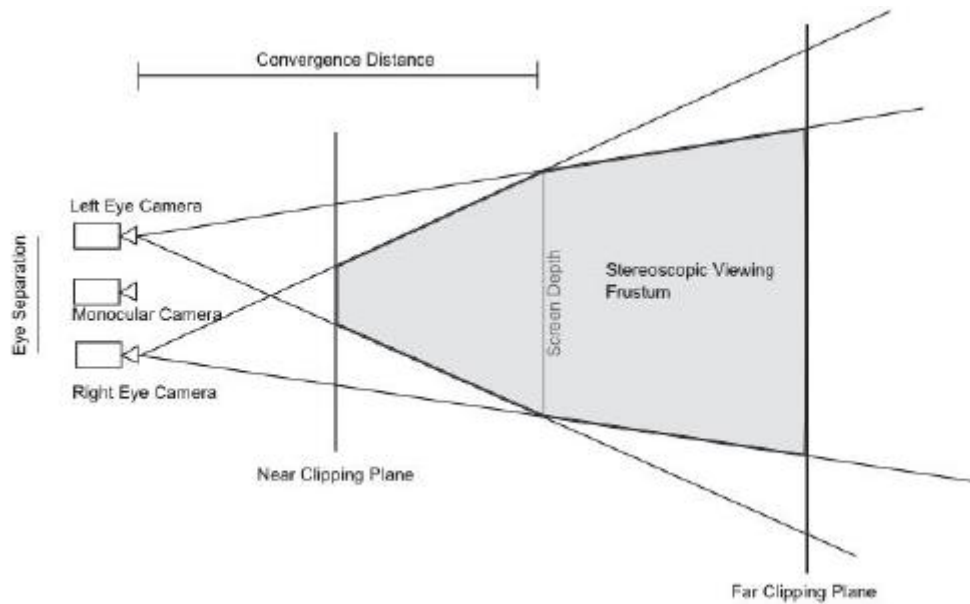 Convergence Distance
Left Eye Camera
Eye Separation
Monocular Camera
Right Eye Camera
Screen Depth
Stereoscopic Viewing
Frustum
Near Clipping Plane
Far Clipping Plane